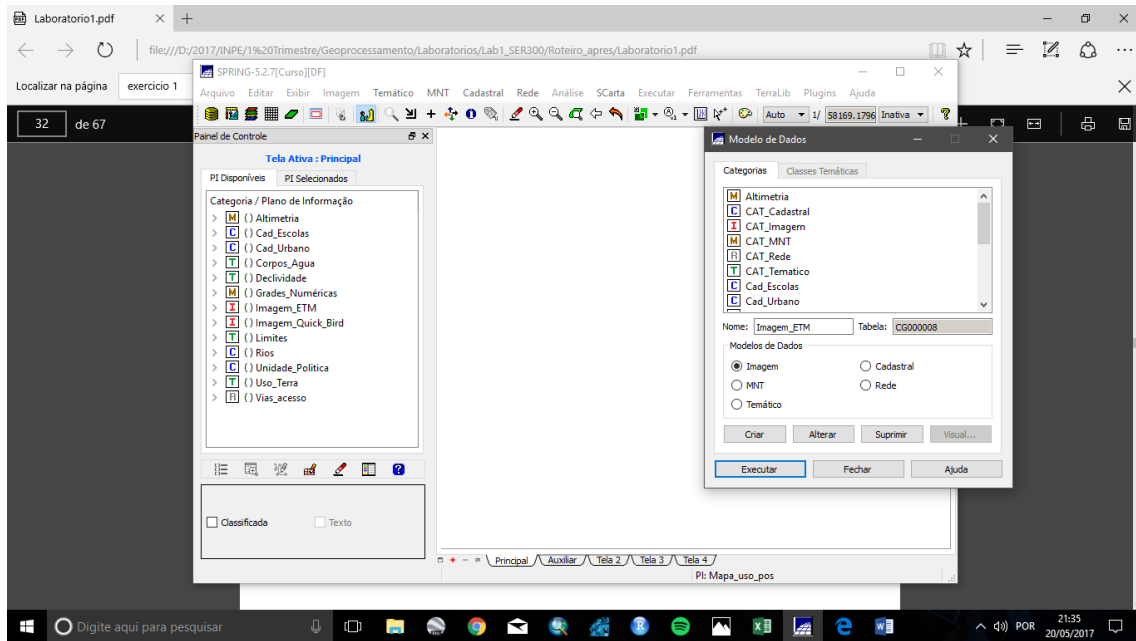 Laboratorio1.pdf
file:///D:/2017/INPE/1%20Trimestre/Geoprocessamento/Laboratorios/Lab1_SER300/Roteiro_apres/Laboratorio1.pdf
Localizar na página exercicio 1
32 de 67
SPRING-5.2.7[Curso][DF]
Arquivo Editar Exibir Imagem Temático MNT Cadastral Rede Análise SCarta Executar Ferramentas TerraLib Plugins Ajuda
Auto 1/ 58169.1796 Inativa
Painel de Controle
Tela Ativa : Principal
PI Disponíveis PI Selecionados
Categoria / Plano de Informação
M () Altimetria
C () Cad_Escolas
C () Cad_Urbano
T () Corpos_Agua
T () Declividade
M () Grades_Numéricas
I () Imagem_ETM
I () Imagem_Quick_Bird
T () Limites
C () Rios
C () Unidade_Politica
T () Uso_Terra
R () Vias_acesso
Classificada Texto
Principal Auxiliar Tela 2 Tela 3 Tela 4
PI: Mapa_uso_pos
Modelo de Dados
Categorias Classes Temáticas
M Altimetria
C CAT_Cadastral
I CAT_Imagem
M CAT_MNT
R CAT_Rede
T CAT_Tematico
C Cad_Escolas
C Cad_Urbano
Nome: Imagem_ETM Tabela: CG000008
Modelos de Dados
Imagem Cadastral
MNT Rede
Temático
Criar Alterar Suprimir Visual...
Executar Fechar Ajuda
Digite aqui para pesquisar
POR
21:35
20/05/2017